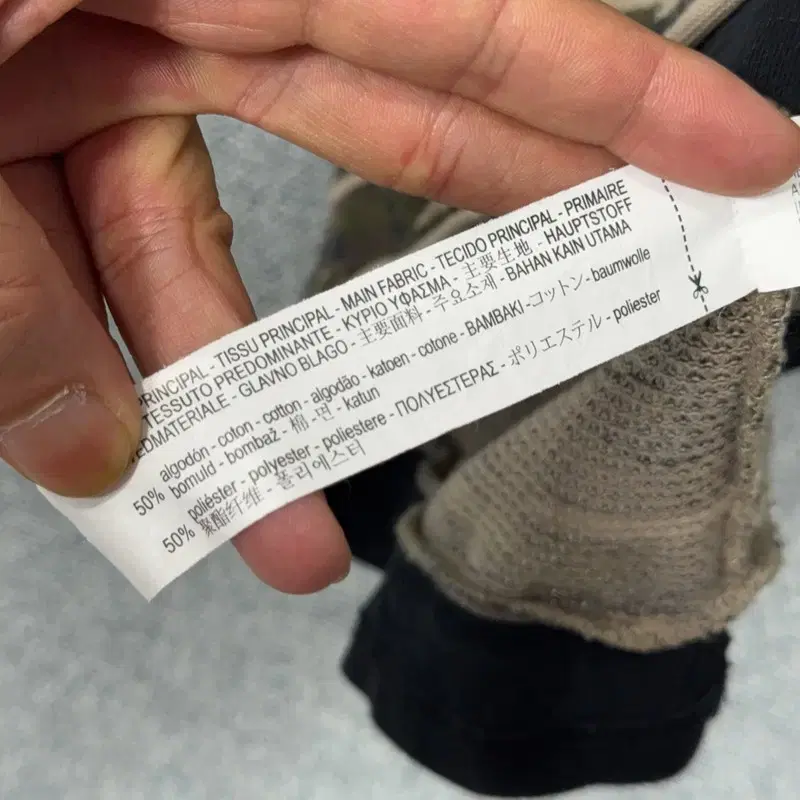 PRINCIPAL - TISSU PRINCIPAL - MAIN FABRIC - TECIDO PRINCIPAL - PRIMAIRE
TESSUTO PREDOMINANTE - ΚΥΡΙΟ ΥΦΑΣΜΑ - 主要生地 - HAUPTSTOFF
EDMATERIALE - GLAVNO BLAGO - 主要面料 - 주요소재 - BAHAN KAIN UTAMA
50% algodón - coton - cotton - algodão - katoen - cotone - BAMBAKI - コットン - baumwolle
bomuld - bombaž - 棉 - 면 - katun
50% poliéster - polyester - poliestere - ΠΟΛΥΕΣΤΕΡΑΣ - ポリエステル - poliester
聚酯纤维 - 폴리에스터